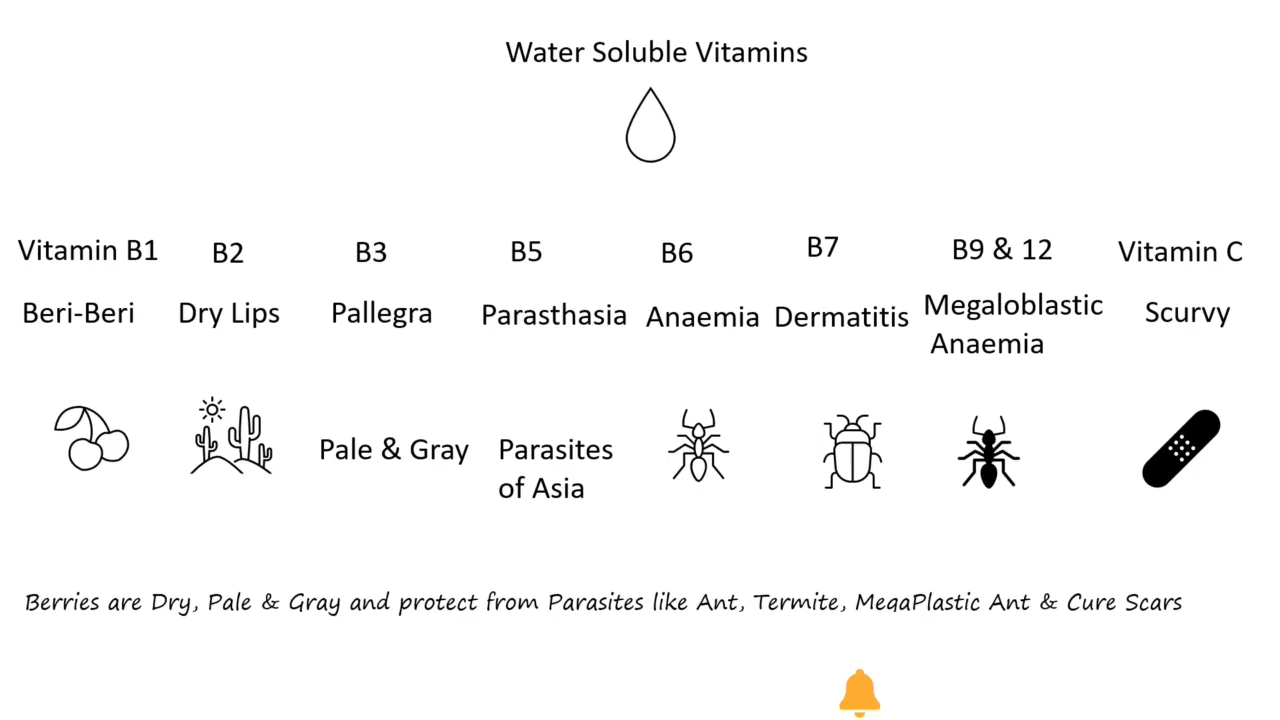 Water Soluble Vitamins
Vitamin B1 B2 B3 B5 B6 B7 B9 & 12 Vitamin C
Beri-Beri Dry Lips Pallegra Parasthasia Anaemia Dermatitis Megaloblastic Anaemia Scurvy
Pale & Gray Parasites of Asia
Berries are Dry, Pale & Gray and protect from Parasites like Ant, Termite, MegaPlastic Ant & Cure Scars